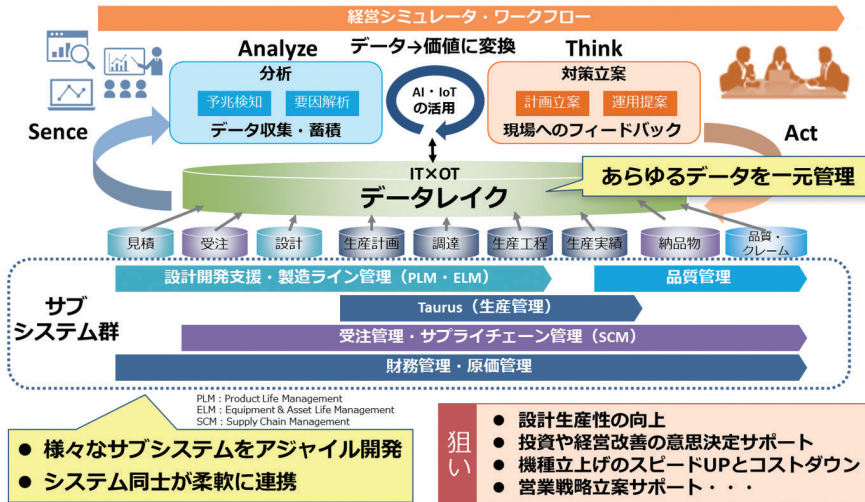 経営シミュレータ・ワークフロー
Analyze
データ→価値に変換
Think
分析
予兆検知
要因解析
データ収集・蓄積
AI・IoT
の活用
対策立案
計画立案
運用提案
現場へのフィードバック
Sence
Act
IT×OT
データレイク
あらゆるデータを一元管理
見積
受注
設計
生産計画
調達
生産工程
生産実績
納品物
品質・
クレーム
サブ
システム群
設計開発支援・製造ライン管理（PLM・ELM）
品質管理
Taurus（生産管理）
受注管理・サプライチェーン管理（SCM）
財務管理・原価管理
PLM：Product Life Management
ELM：Equipment & Asset Life Management
SCM：Supply Chain Management
● 様々なサブシステムをアジャイル開発
● システム同士が柔軟に連携
狙い
● 設計生産性の向上
● 投資や経営改善の意思決定サポート
● 機種立上げのスピードUPとコストダウン
● 営業戦略立案サポート・・・